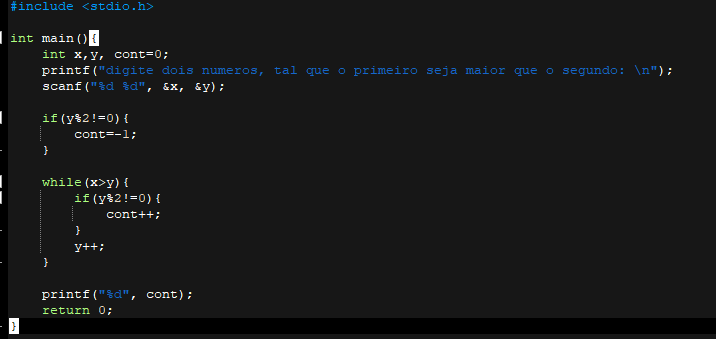 #include <stdio.h>
int main(){
int x,y, cont=0;
printf("digite dois numeros, tal que o primeiro seja maior que o segundo: \n");
scanf("%d %d", &x, &y);
if(y%2!=0){
cont=-1;
}
while(x>y){
if(y%2!=0){
cont++;
}
y++;
}
printf("%d", cont);
return 0;
}